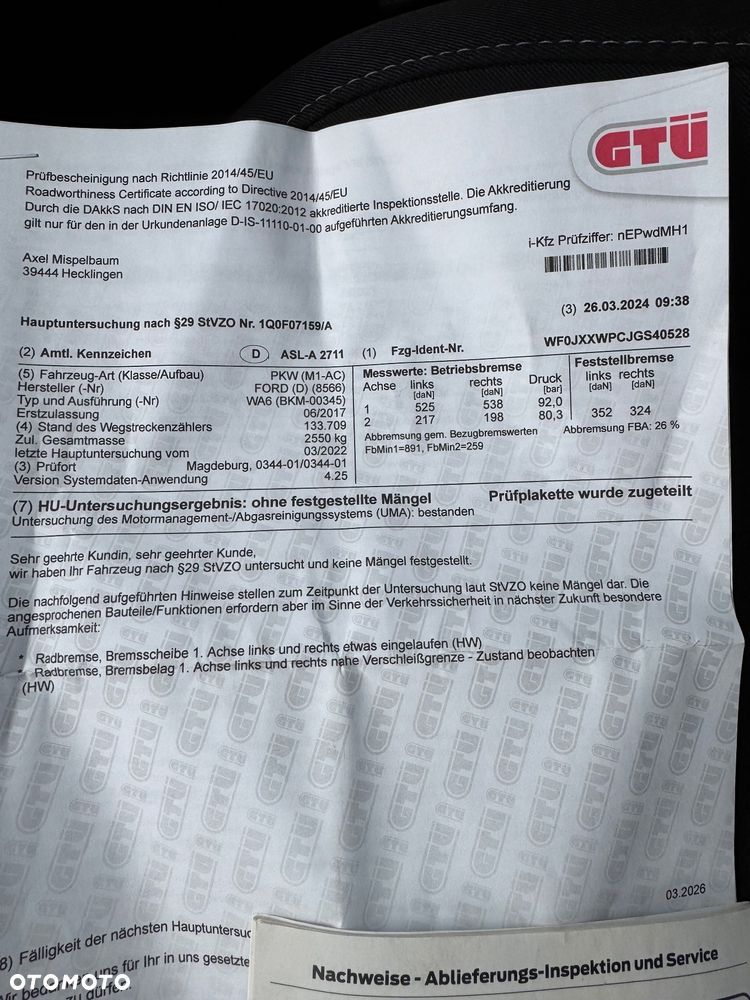 GTÜ
Prüfbescheinigung nach Richtlinie 2014/45/EU
Roadworthiness Certificate according to Directive 2014/45/EU
Durch die DAkkS nach DIN EN ISO/ IEC 17020:2012 akkreditierte Inspektionsstelle. Die Akkreditierung
gilt nur für den in der Urkundenanlage D-IS-11110-01-00 aufgeführten Akkreditierungsumfang.
i-Kfz Prüfziffer: nEPwdMH1
Axel Mispelbaum
39444 Hecklingen
(3) 26.03.2024 09:38
Hauptuntersuchung nach §29 StVZO Nr. 1Q0F07159/A
(2) Amtl. Kennzeichen D ASL-A 2711 (1) Fzg-Ident-Nr. WF0JXXWPCJGS40528
(5) Fahrzeug-Art (Klasse/Aufbau) PKW (M1-AC)
Hersteller (-Nr) FORD (D) (8566)
Typ und Ausführung (-Nr) WA6 (BKM-00345)
Erstzulassung 06/2017
(4) Stand des Wegstreckenzählers 133.709
Zul. Gesamtmasse 2550 kg
letzte Hauptuntersuchung vom 03/2022
(3) Prüfort Magdeburg, 0344-01/0344-01
Version Systemdaten-Anwendung 4.25
Messwerte: Betriebsbremse Feststellbremse
Achse links rechts Druck links rechts
[daN] [daN] [bar] [daN] [daN]
1 525 538 92,0
2 217 198 80,3 352 324
Abbremsung gem. Bezugbremswerten Abbremsung FBA: 26 %
FbMin1=891, FbMin2=259
(7) HU-Untersuchungsergebnis: ohne festgestellte Mängel Prüfplakette wurde zugeteilt
Untersuchung des Motormanagement-/Abgasreinigungssystems (UMA): bestanden
Sehr geehrte Kundin, sehr geehrter Kunde,
wir haben Ihr Fahrzeug nach §29 StVZO untersucht und keine Mängel festgestellt.
Die nachfolgend aufgeführten Hinweise stellen zum Zeitpunkt der Untersuchung laut StVZO keine Mängel dar. Die
angesprochenen Bauteile/Funktionen erfordern aber im Sinne der Verkehrssicherheit in nächster Zukunft besondere
Aufmerksamkeit:
* Radbremse, Bremsscheibe 1. Achse links und rechts etwas eingelaufen (HW)
* Radbremse, Bremsbelag 1. Achse links und rechts nahe Verschleißgrenze - Zustand beobachten
(HW)
03.2026
8) Fälligkeit der nächsten Hauptuntersuc
für Ihr in uns gesetzte
zu dürfen.
Nachweise - Ablieferungs-Inspektion und Service
OTOMOTO